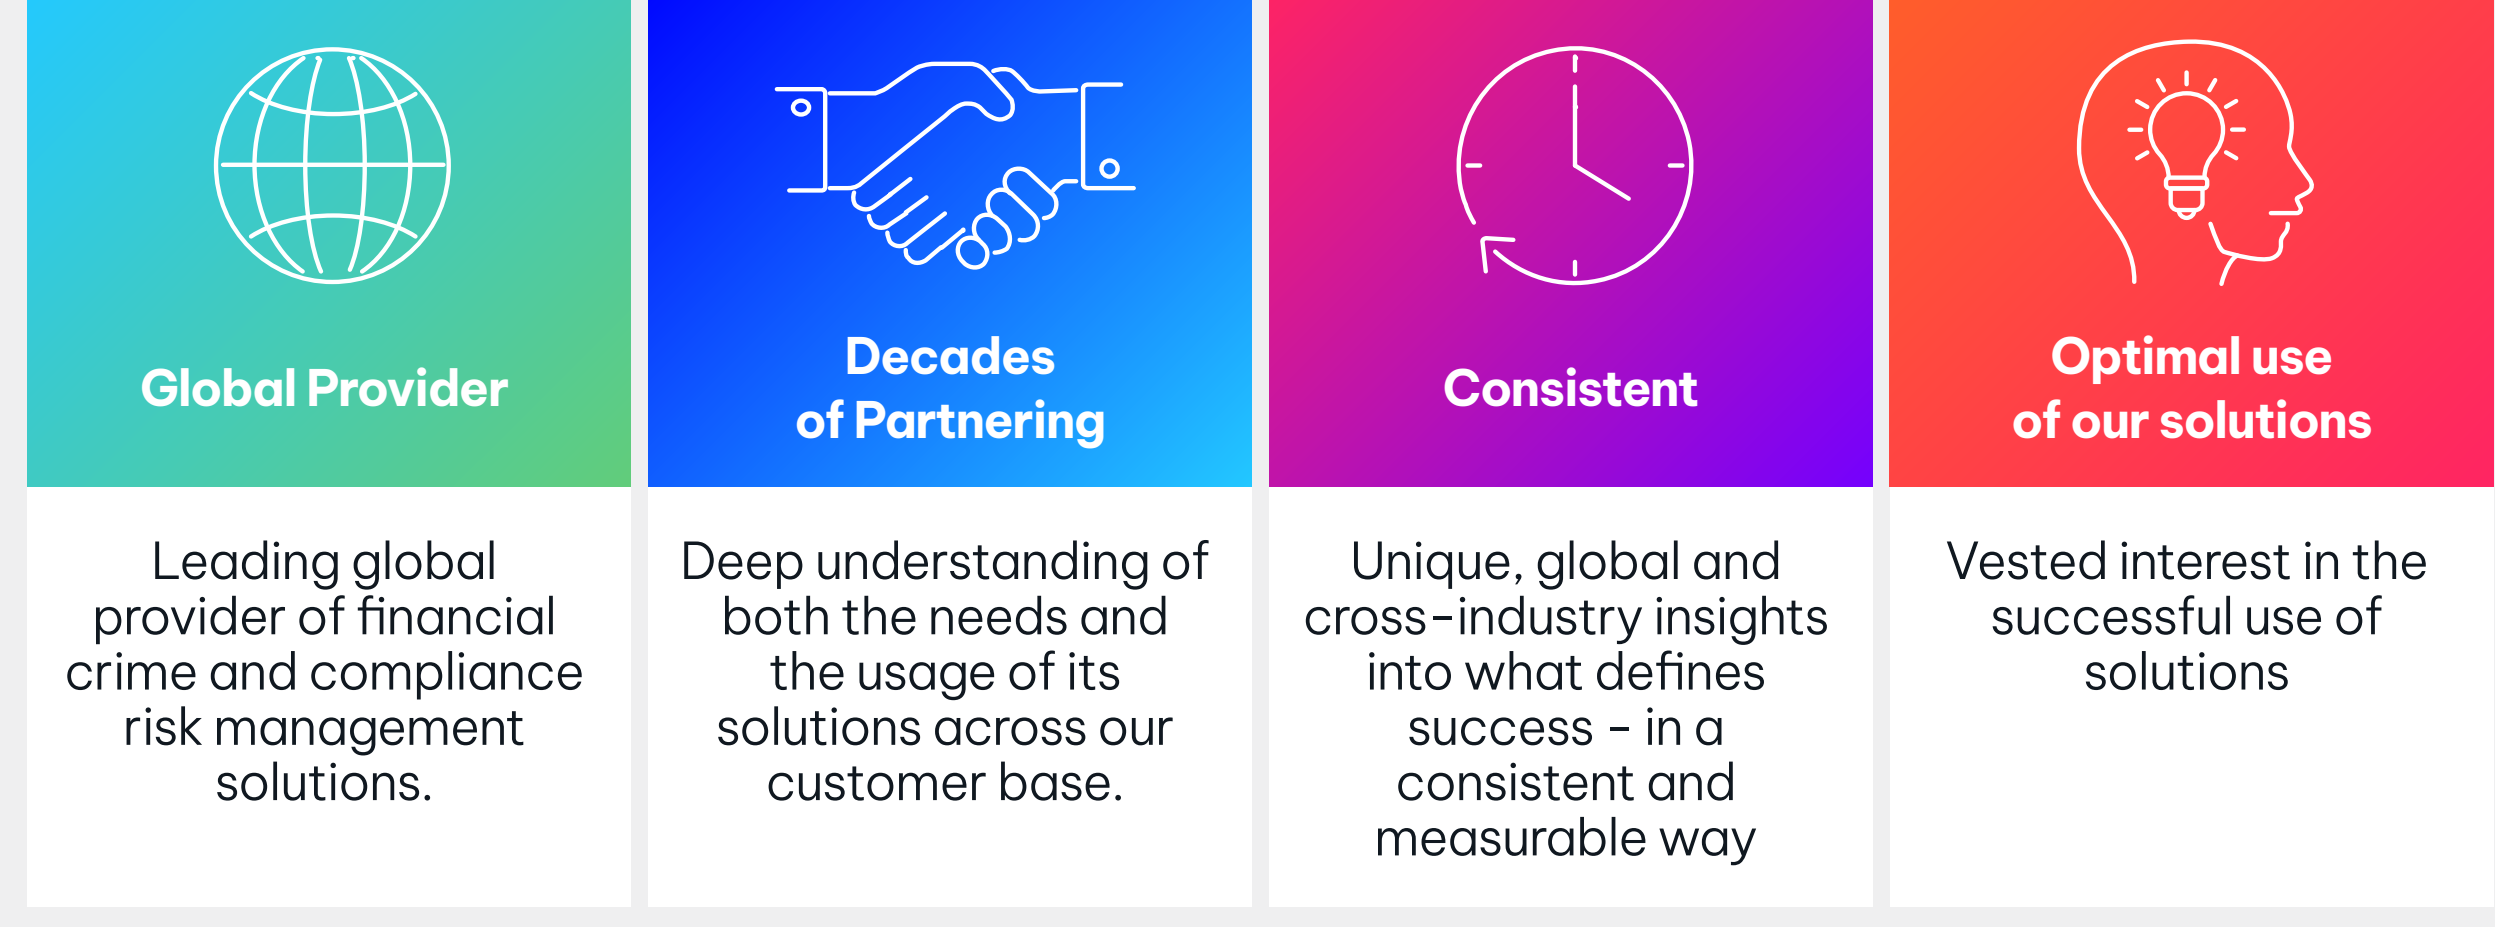 Global Provider
Leading global
provider of financial
crime and compliance
risk management
solutions.
Decades
of Partnering
Deep understanding of
both the needs and
the usage of its
solutions across our
customer base.
Consistent
Unique, global and
cross-industry insights
into what defines
success - in a
consistent and
measurable way
Optimal use
of our solutions
Vested interest in the
successful use of
solutions